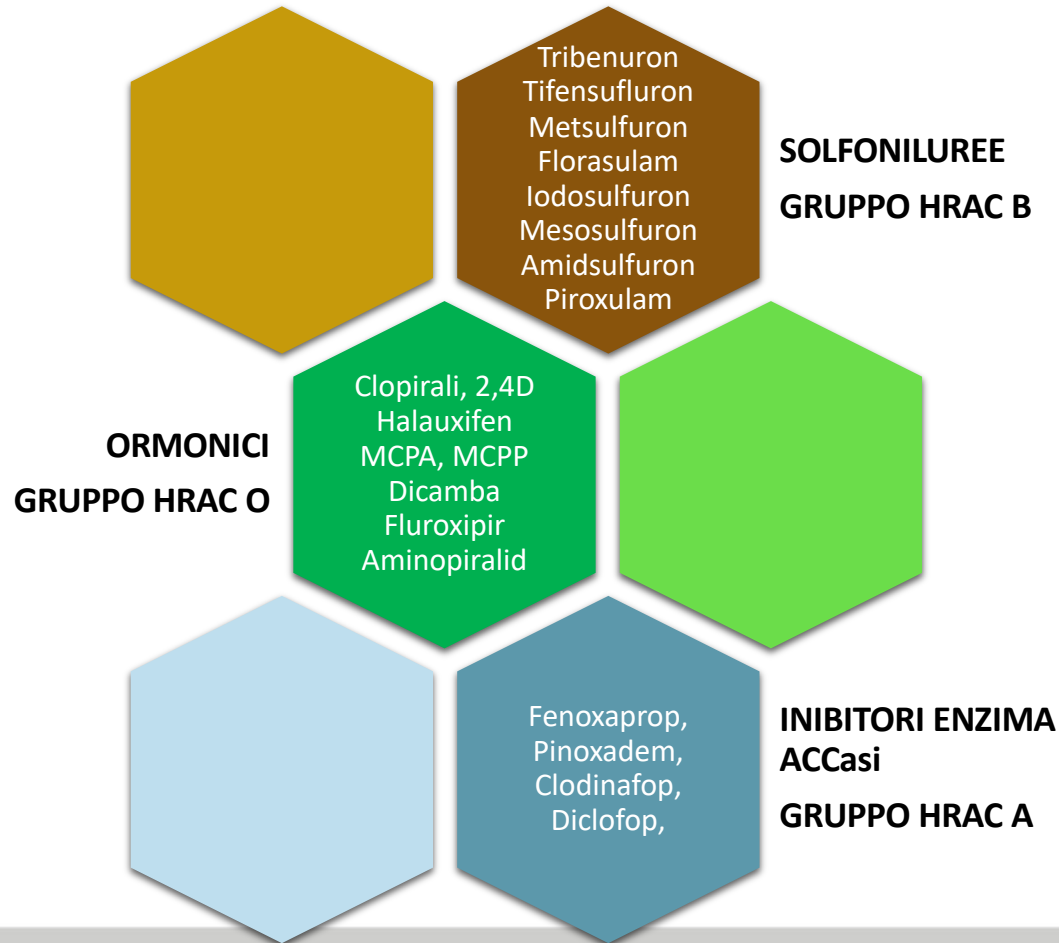 Tribenuron
Tifensufluron
Metsulfuron
Florasulam
Iodosulfuron
Mesosulfuron
Amidsulfuron
Piroxulam
SOLFONILUREE
GRUPPO HRAC B
ORMONICI
GRUPPO HRAC O
Clopirali, 2,4D
Halauxifen
MCPA, MCPP
Dicamba
Fluroxipir
Aminopiralid
Fenoxaprop,
Pinoxadem,
Clodinafop,
Diclofop,
INIBITORI ENZIMA
ACCasi
GRUPPO HRAC A